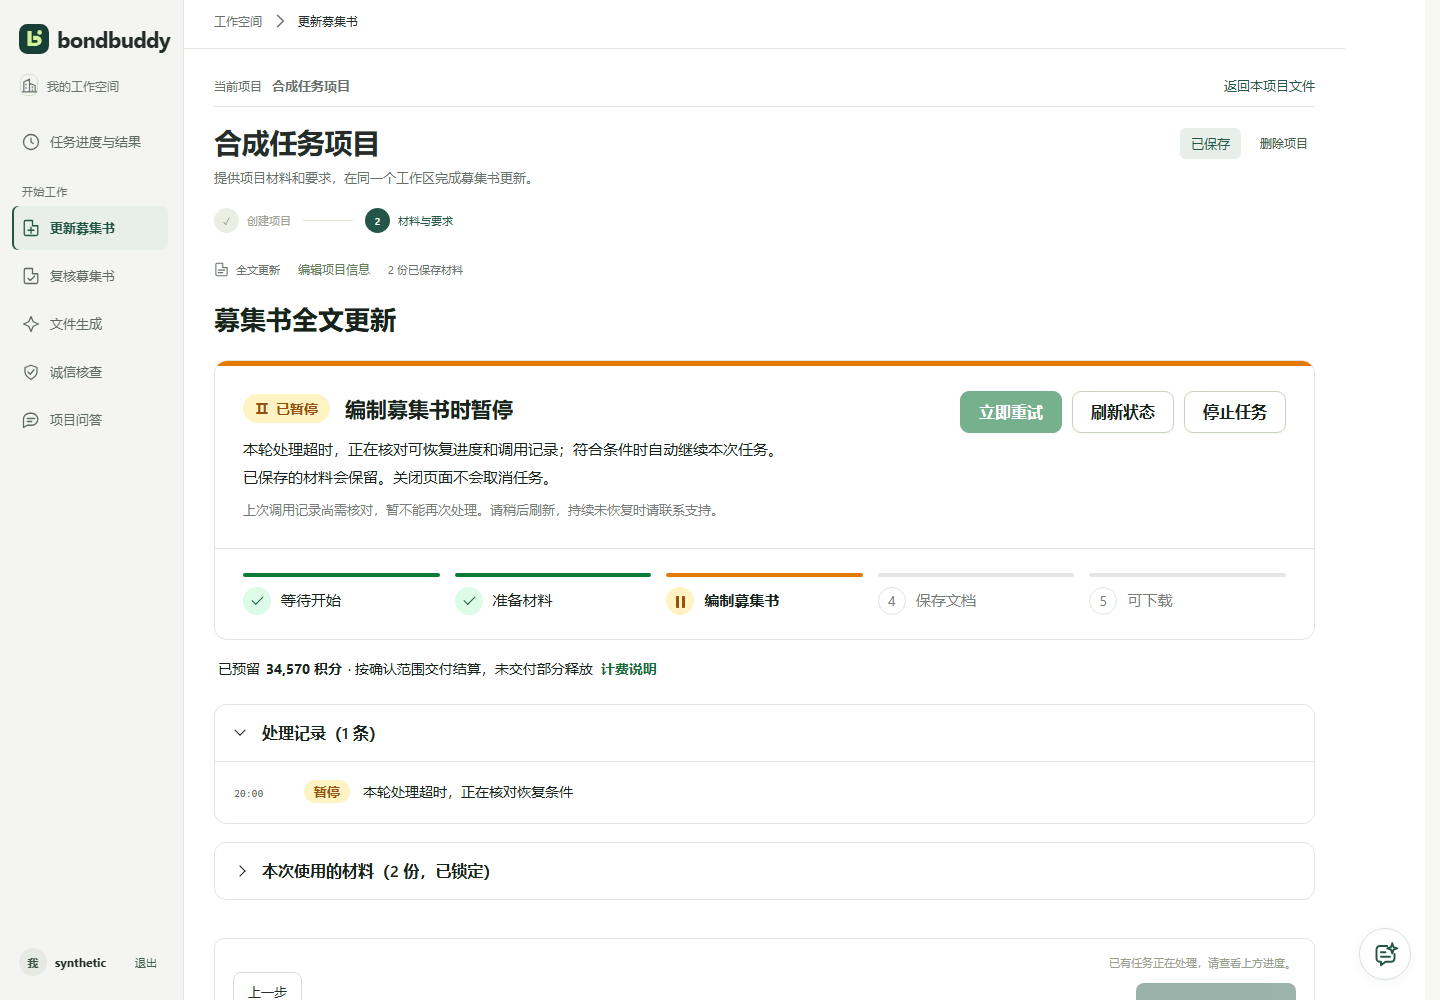 bondbuddy
我的工作空间
任务进度与结果
开始工作
更新募集书
复核募集书
文件生成
诚信核查
项目问答
我 synthetic 退出
工作空间 更新募集书
当前项目 合成任务项目 返回本项目文件
合成任务项目 已保存 删除项目
提供项目材料和要求，在同一个工作区完成募集书更新。
✓ 创建项目 2 材料与要求
全文更新 编辑项目信息 2 份已保存材料
募集书全文更新
已暂停 编制募集书时暂停 立即重试 刷新状态 停止任务
本轮处理超时，正在核对可恢复进度和调用记录；符合条件时自动继续本次任务。
已保存的材料会保留。关闭页面不会取消任务。
上次调用记录尚需核对，暂不能再次处理。请稍后刷新，持续未恢复时请联系支持。
等待开始 准备材料 编制募集书 4 保存文档 5 可下载
已预留 34,570 积分 · 按确认范围交付结算，未交付部分释放 计费说明
处理记录（1 条）
20:00 暂停 本轮处理超时，正在核对恢复条件
本次使用的材料（2 份，已锁定）
已有任务正在处理，请查看上方进度。
上一步